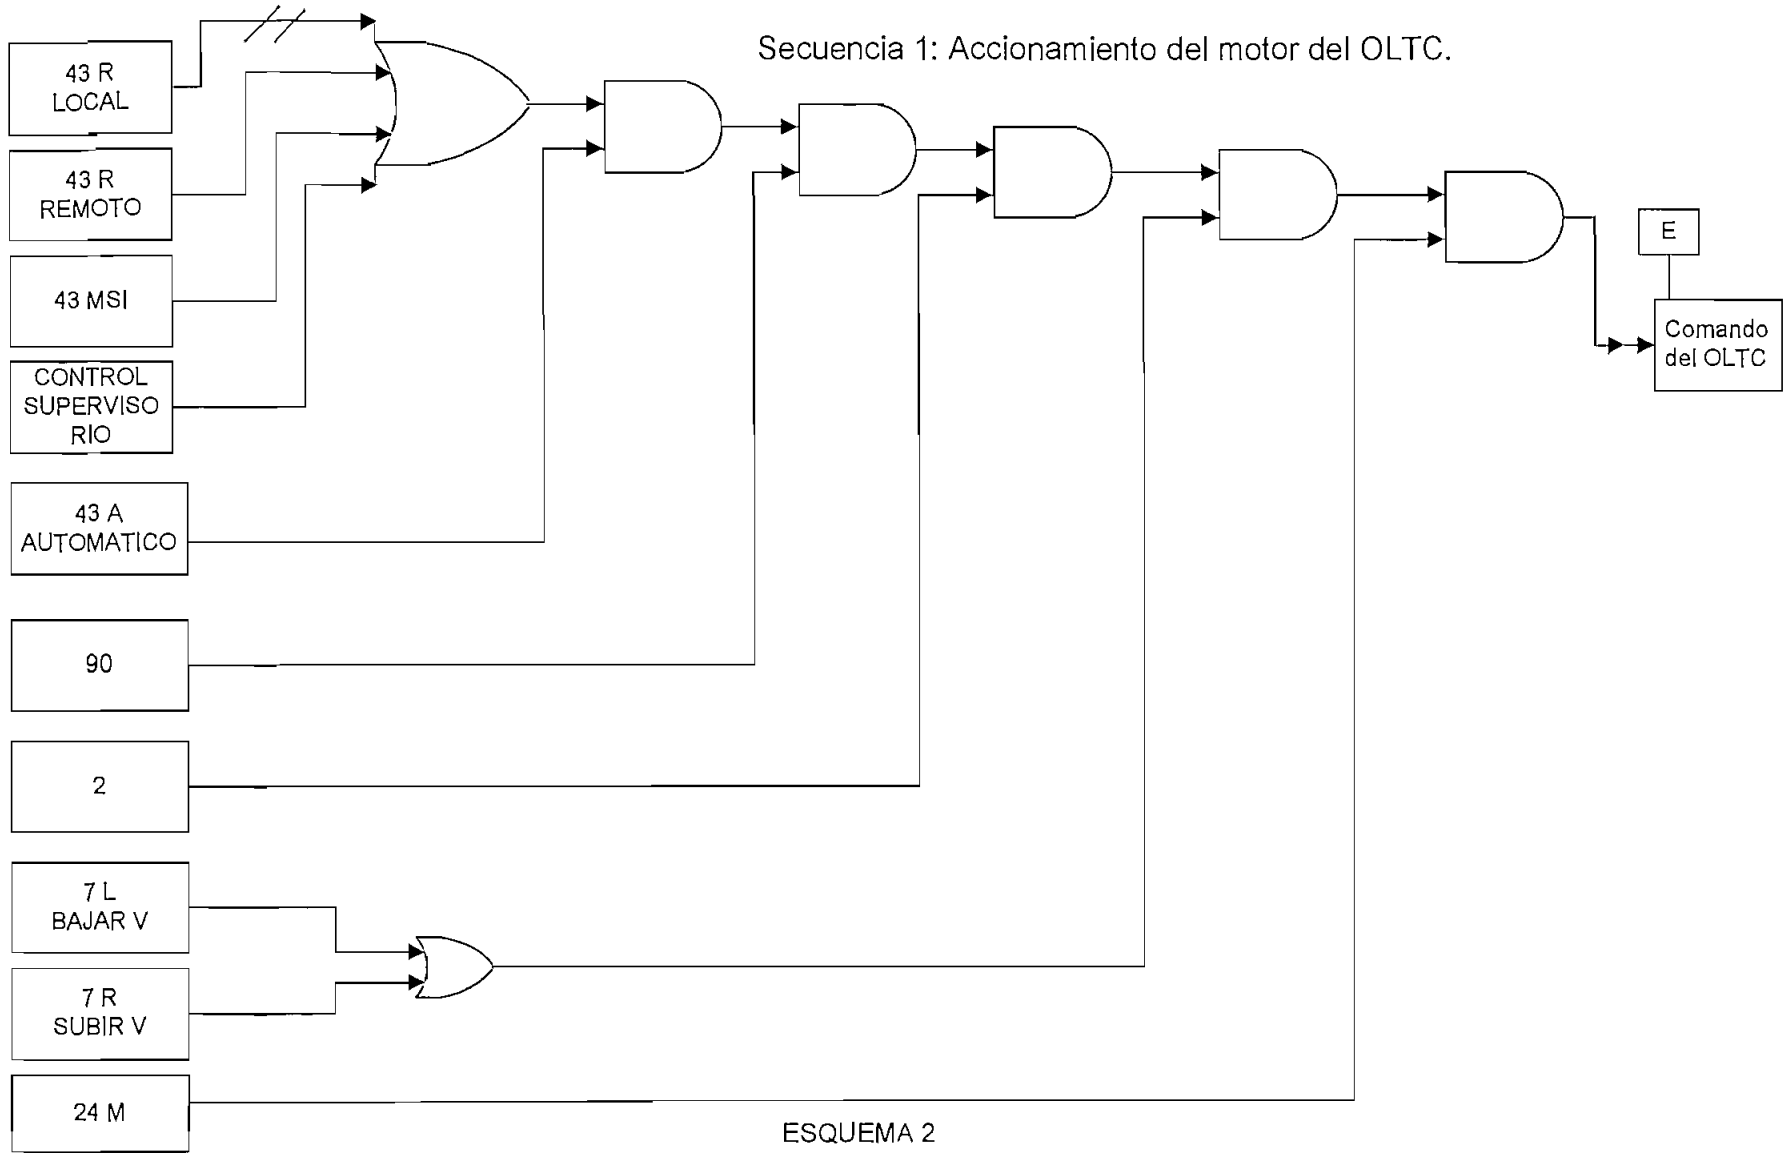 Secuencia 1: Accionamiento del motor del OLTC.
43 R
LOCAL
43 R
REMOTO
43 MSI
CONTROL
SUPERVISO
RIO
43 A
AUTOMATICO
90
2
7 L
BAJAR V
7 R
SUBIR V
24 M
E
Comando
del OLTC
ESQUEMA 2